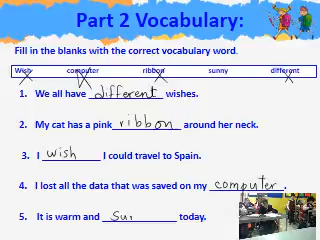 Part 2 Vocabulary:
Fill in the blanks with the correct vocabulary word.
Wish computer ribbon sunny different
1. We all have different wishes.
2. My cat has a pink ribbon around her neck.
3. I wish I could travel to Spain.
4. I lost all the data that was saved on my computer.
5. It is warm and sun today.